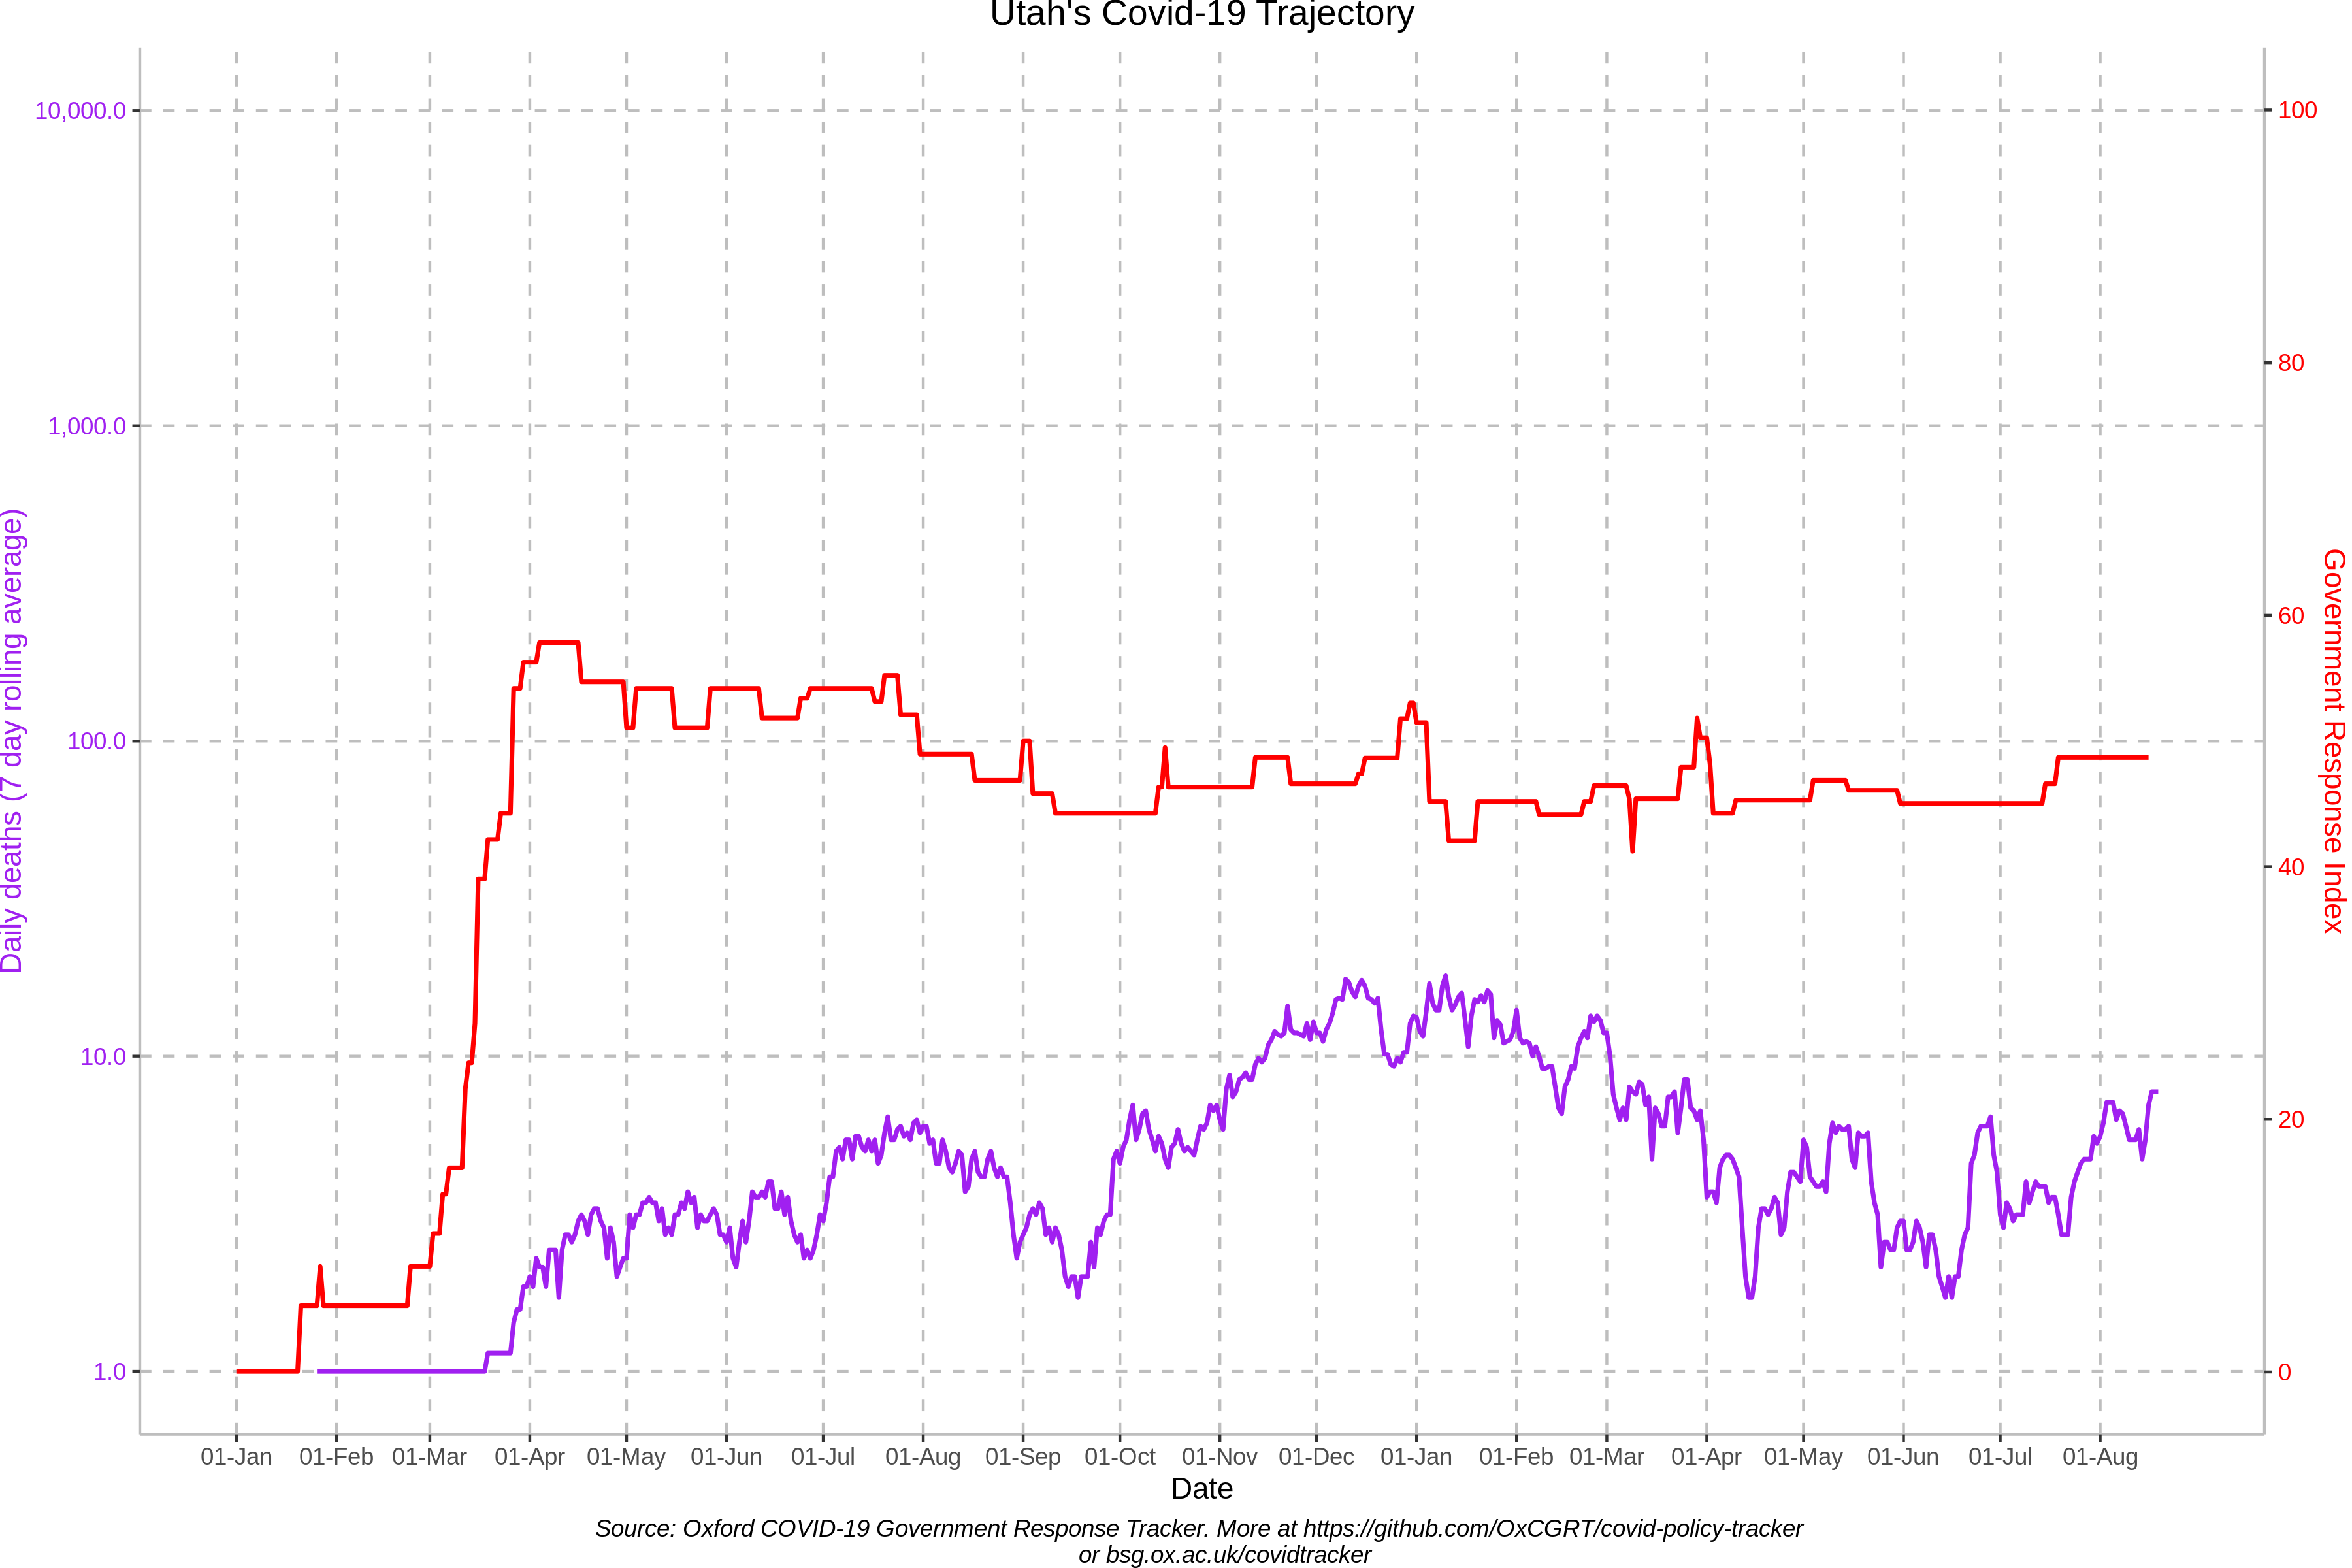 Utah's Covid-19 Trajectory
10,000.0
1,000.0
100.0
10.0
1.0
Daily deaths (7 day rolling average)
100
80
60
40
20
0
Government Response Index
01-Jan 01-Feb 01-Mar 01-Apr 01-May 01-Jun 01-Jul 01-Aug 01-Sep 01-Oct 01-Nov 01-Dec 01-Jan 01-Feb 01-Mar 01-Apr 01-May 01-Jun 01-Jul 01-Aug
Date
Source: Oxford COVID-19 Government Response Tracker. More at https://github.com/OxCGRT/covid-policy-tracker
or bsg.ox.ac.uk/covidtracker